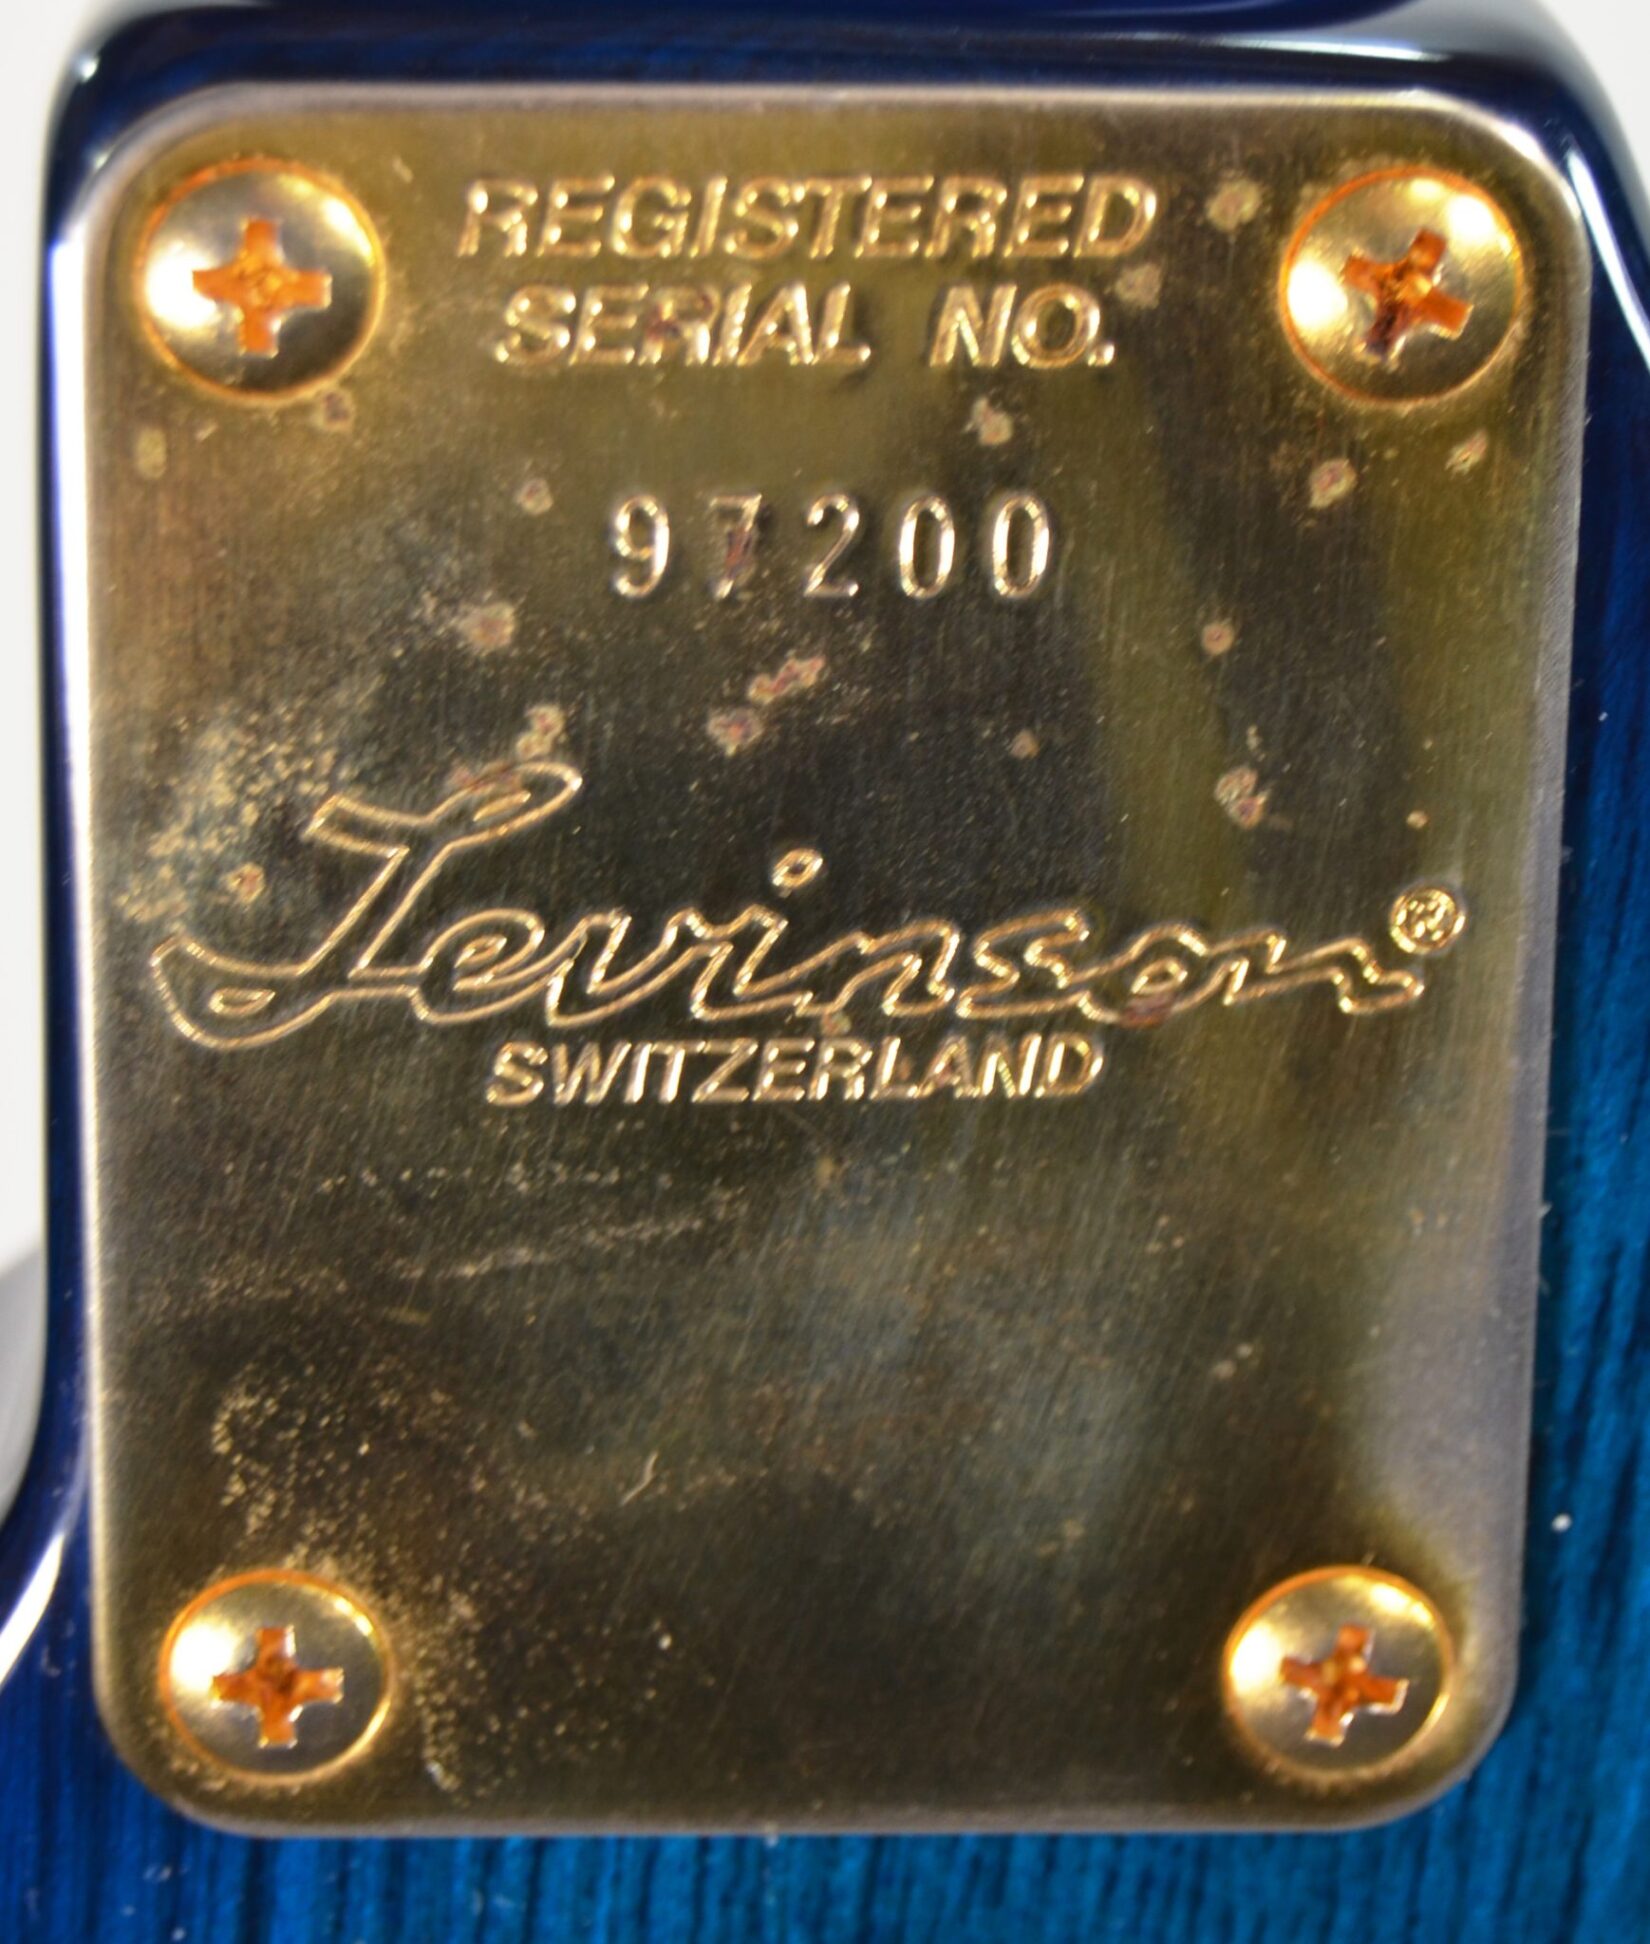 REGISTERED
SERIAL NO.
97200
Levinson®
SWITZERLAND